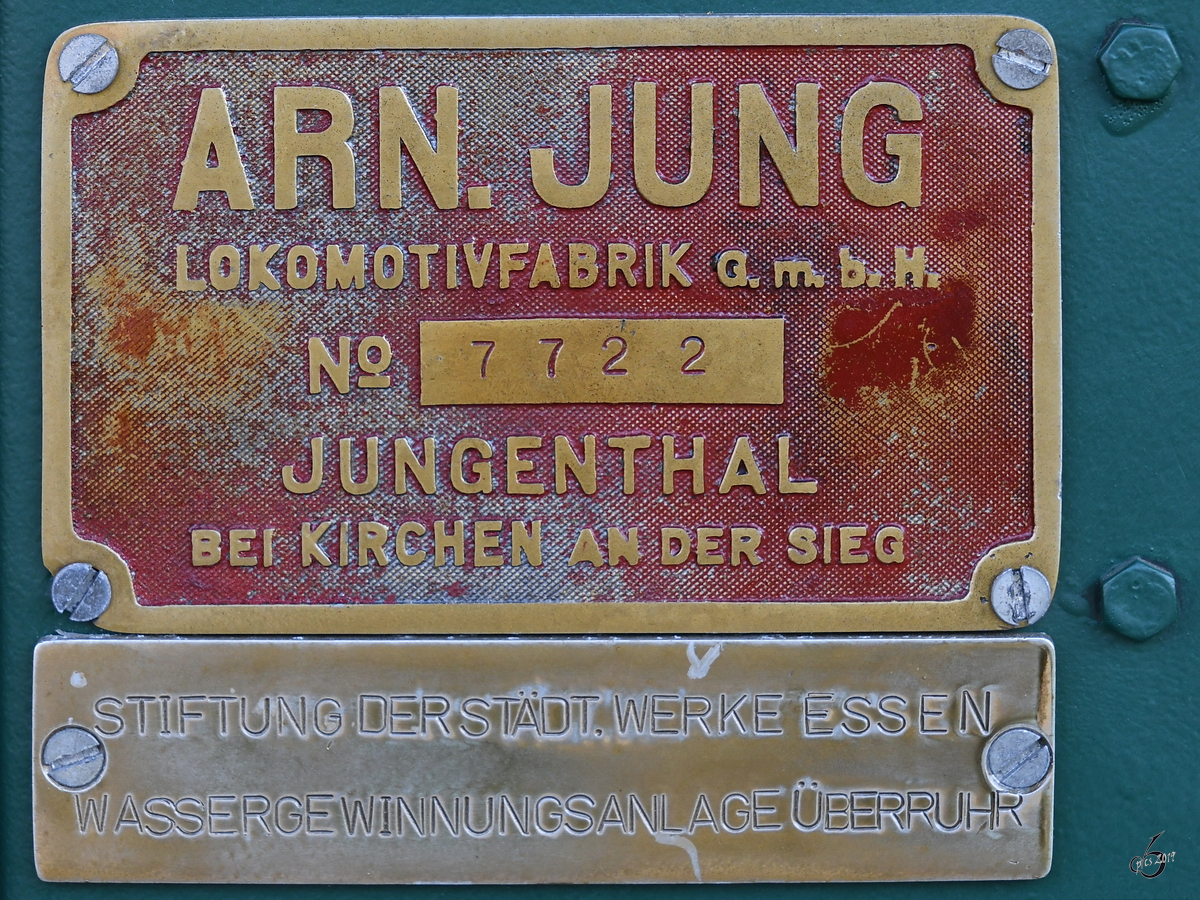 ARN. JUNG
LOKOMOTIVFABRIK G.m.b.H.
No 7722
JUNGENTHAL
BEI KIRCHEN AN DER SIEG
STIFTUNG DER STÄDT. WERKE ESSEN
WASSERGEWINNUNGSANLAGE ÜBERRUHR